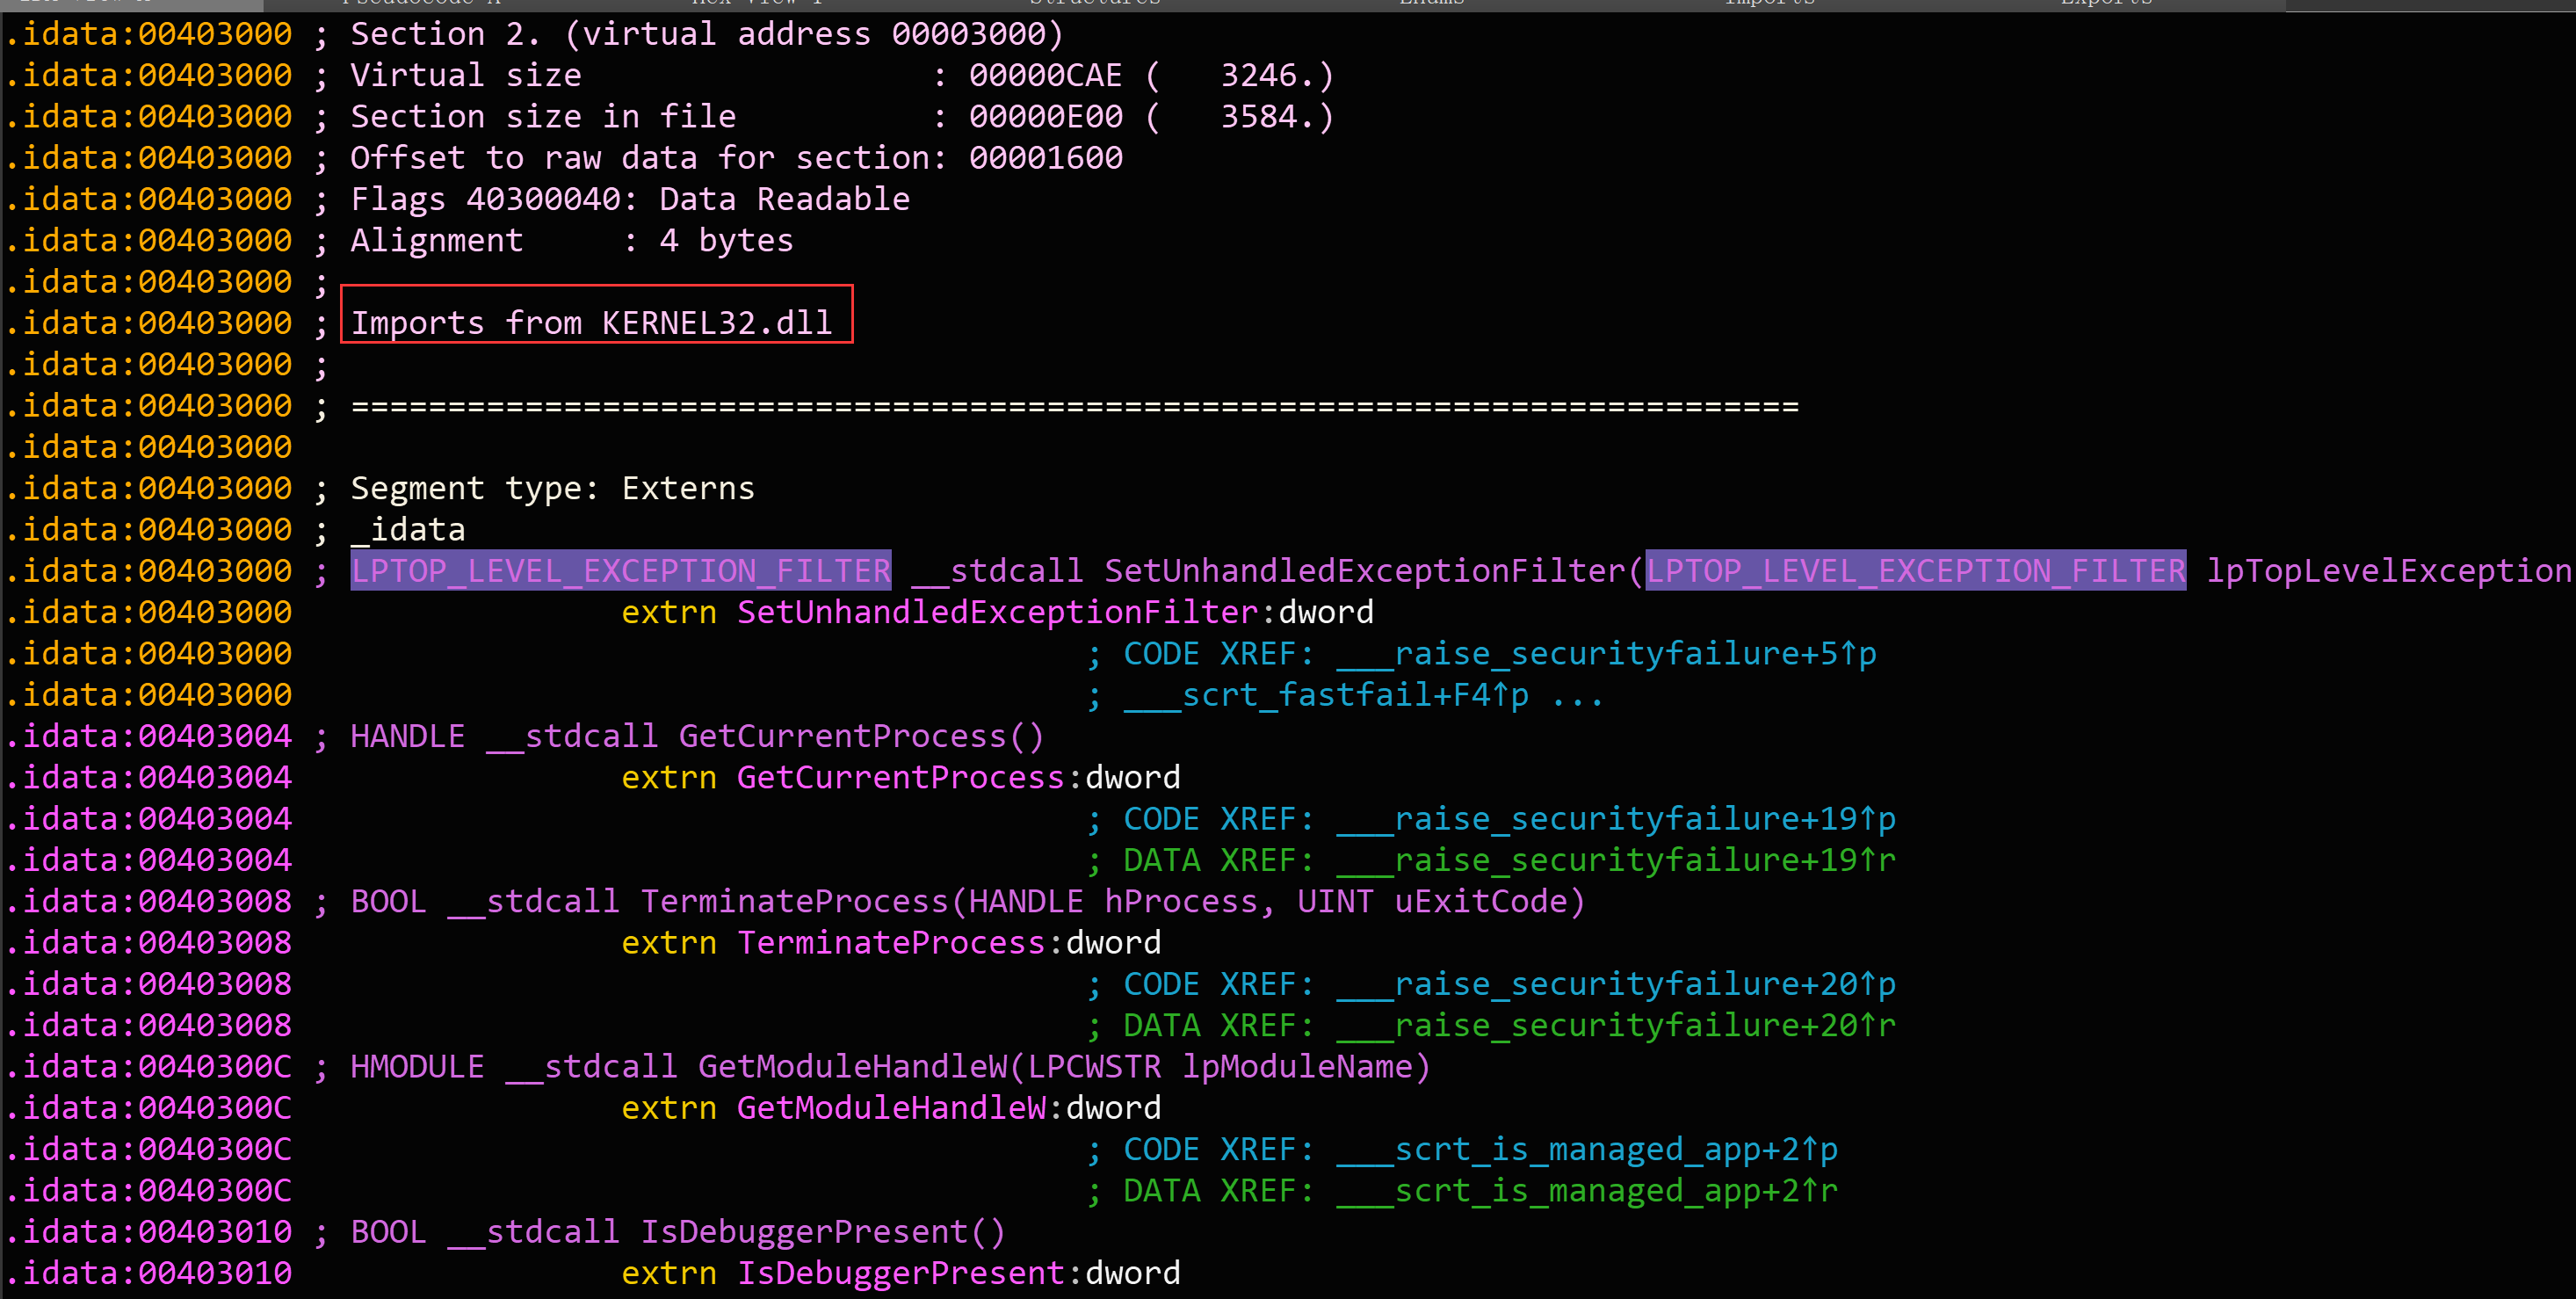 Pseudocode-A Hex View-1 Structures Enums Imports Exports
.idata:00403000 ; Section 2. (virtual address 00003000)
.idata:00403000 ; Virtual size                  : 00000CAE (   3246.)
.idata:00403000 ; Section size in file          : 00000E00 (   3584.)
.idata:00403000 ; Offset to raw data for section: 00001600
.idata:00403000 ; Flags 40300040: Data Readable
.idata:00403000 ; Alignment     : 4 bytes
.idata:00403000 ;
.idata:00403000 ; Imports from KERNEL32.dll
.idata:00403000 ;
.idata:00403000 ; ===========================================================================
.idata:00403000
.idata:00403000 ; Segment type: Externs
.idata:00403000 ; _idata
.idata:00403000 ; LPTOP_LEVEL_EXCEPTION_FILTER __stdcall SetUnhandledExceptionFilter(LPTOP_LEVEL_EXCEPTION_FILTER lpTopLevelException
.idata:00403000                 extrn SetUnhandledExceptionFilter:dword
.idata:00403000                                         ; CODE XREF: ___raise_securityfailure+5↑p
.idata:00403000                                         ; ___scrt_fastfail+F4↑p ...
.idata:00403004 ; HANDLE __stdcall GetCurrentProcess()
.idata:00403004                 extrn GetCurrentProcess:dword
.idata:00403004                                         ; CODE XREF: ___raise_securityfailure+19↑p
.idata:00403004                                         ; DATA XREF: ___raise_securityfailure+19↑r
.idata:00403008 ; BOOL __stdcall TerminateProcess(HANDLE hProcess, UINT uExitCode)
.idata:00403008                 extrn TerminateProcess:dword
.idata:00403008                                         ; CODE XREF: ___raise_securityfailure+20↑p
.idata:00403008                                         ; DATA XREF: ___raise_securityfailure+20↑r
.idata:0040300C ; HMODULE __stdcall GetModuleHandleW(LPCWSTR lpModuleName)
.idata:0040300C                 extrn GetModuleHandleW:dword
.idata:0040300C                                         ; CODE XREF: ___scrt_is_managed_app+2↑p
.idata:0040300C                                         ; DATA XREF: ___scrt_is_managed_app+2↑r
.idata:00403010 ; BOOL __stdcall IsDebuggerPresent()
.idata:00403010                 extrn IsDebuggerPresent:dword